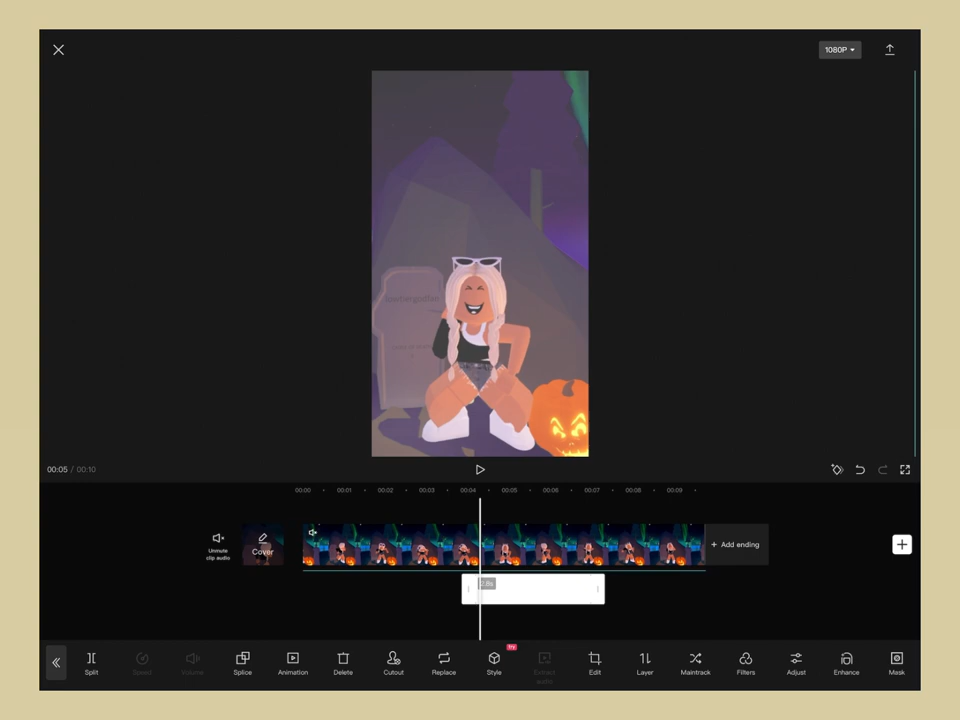 1080P
00:05 / 00:10
00:00 00:01 00:02 00:03 00:04 00:05 00:06 00:07 00:08 00:09
Unmute
clip audio
Cover
+ Add ending
2.8s
Try
Split Speed Volume Splice Animation Delete Cutout Replace Style Extract
audio
Edit Layer Maintrack Filters Adjust Enhance Mask